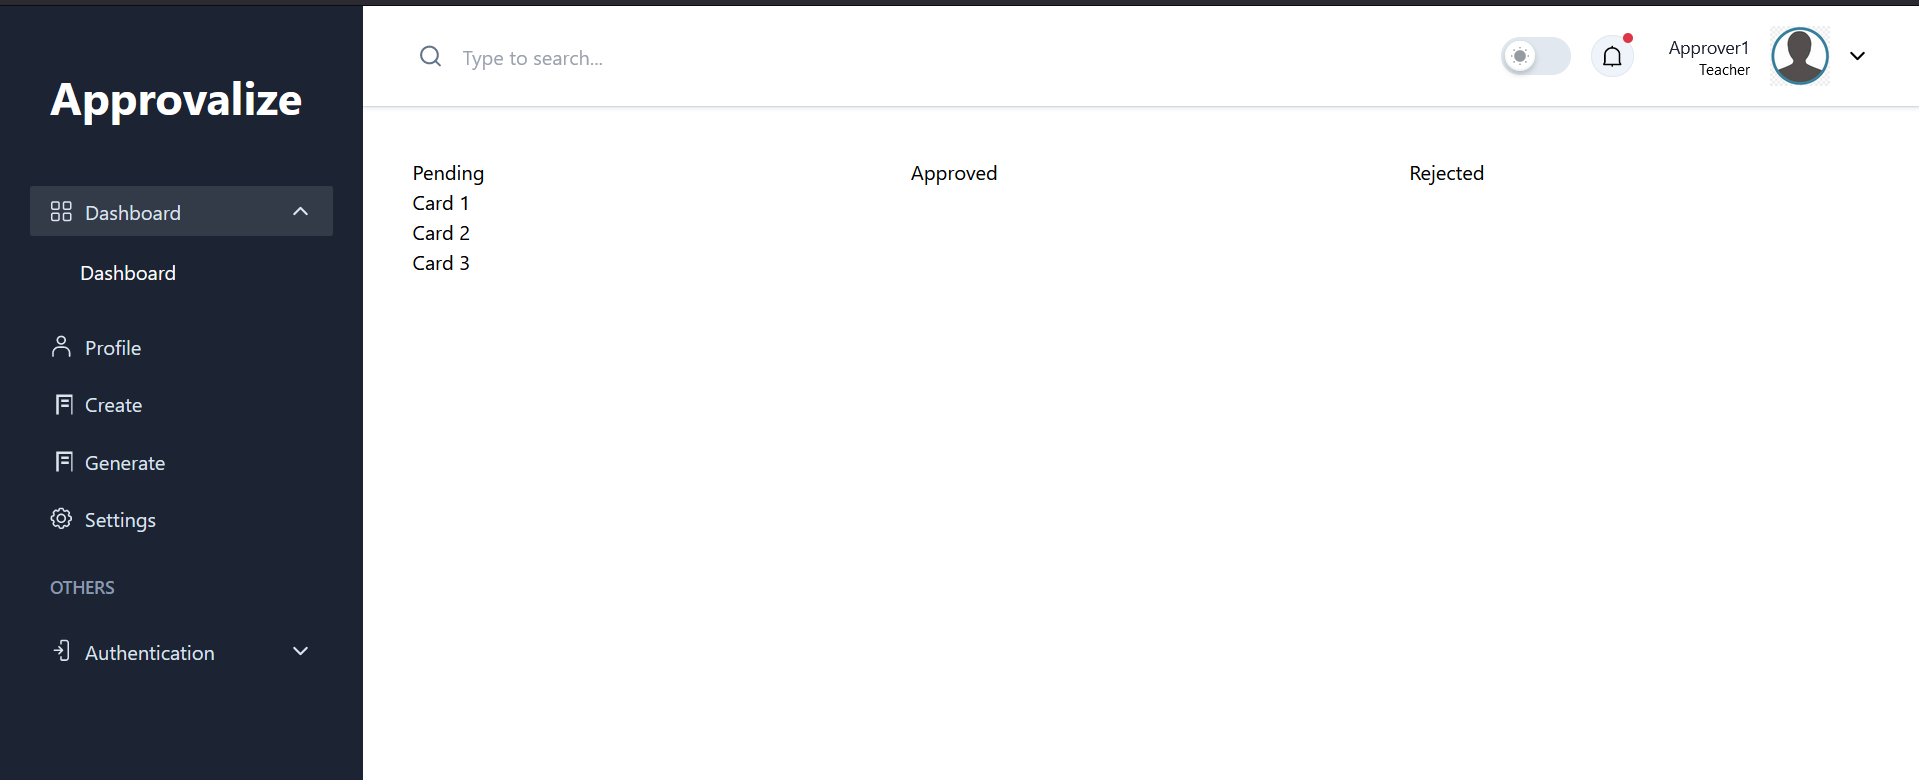 Approvalize
Dashboard
Dashboard
Profile
Create
Generate
Settings
OTHERS
Authentication
Type to search...
Approver1
Teacher
Pending
Card 1
Card 2
Card 3
Approved
Rejected